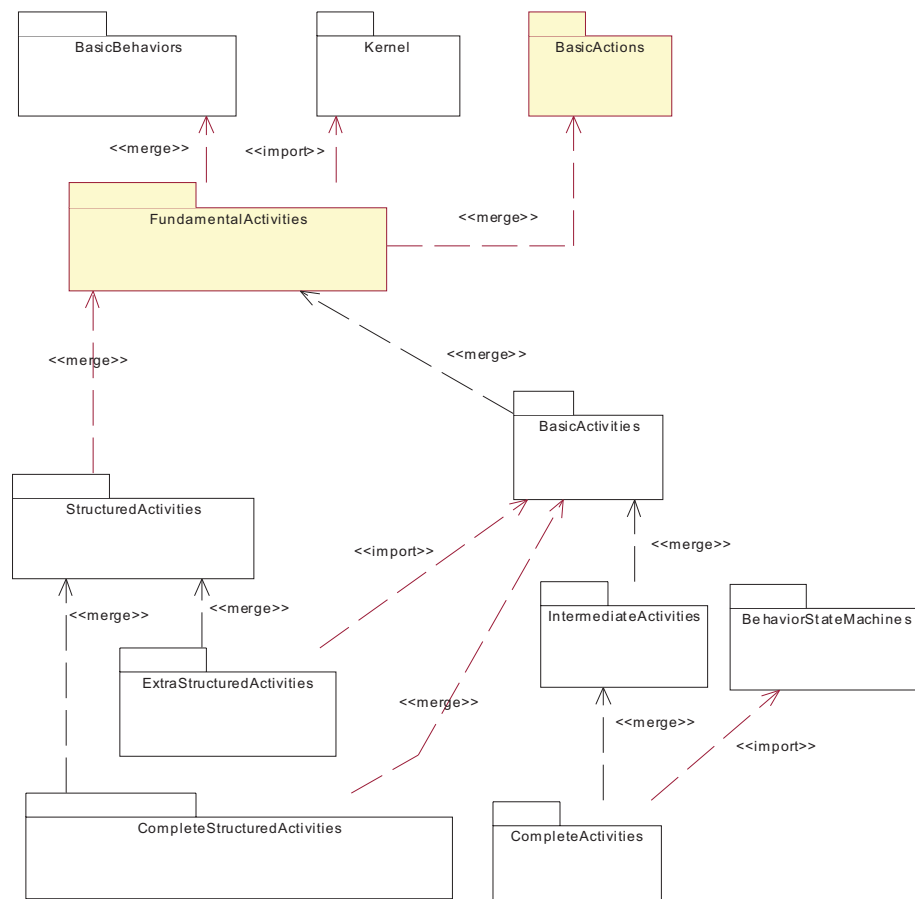 BasicBehaviors
Kernel
BasicActions
<<merge>>
<<import>>
<<merge>>
FundamentalActivities
<<merge>>
<<merge>>
BasicActivities
StructuredActivities
<<import>>
<<merge>>
<<merge>>
<<merge>>
IntermediateActivities
BehaviorStateMachines
ExtraStructuredActivities
<<merge>>
<<merge>>
<<import>>
CompleteStructuredActivities
CompleteActivities